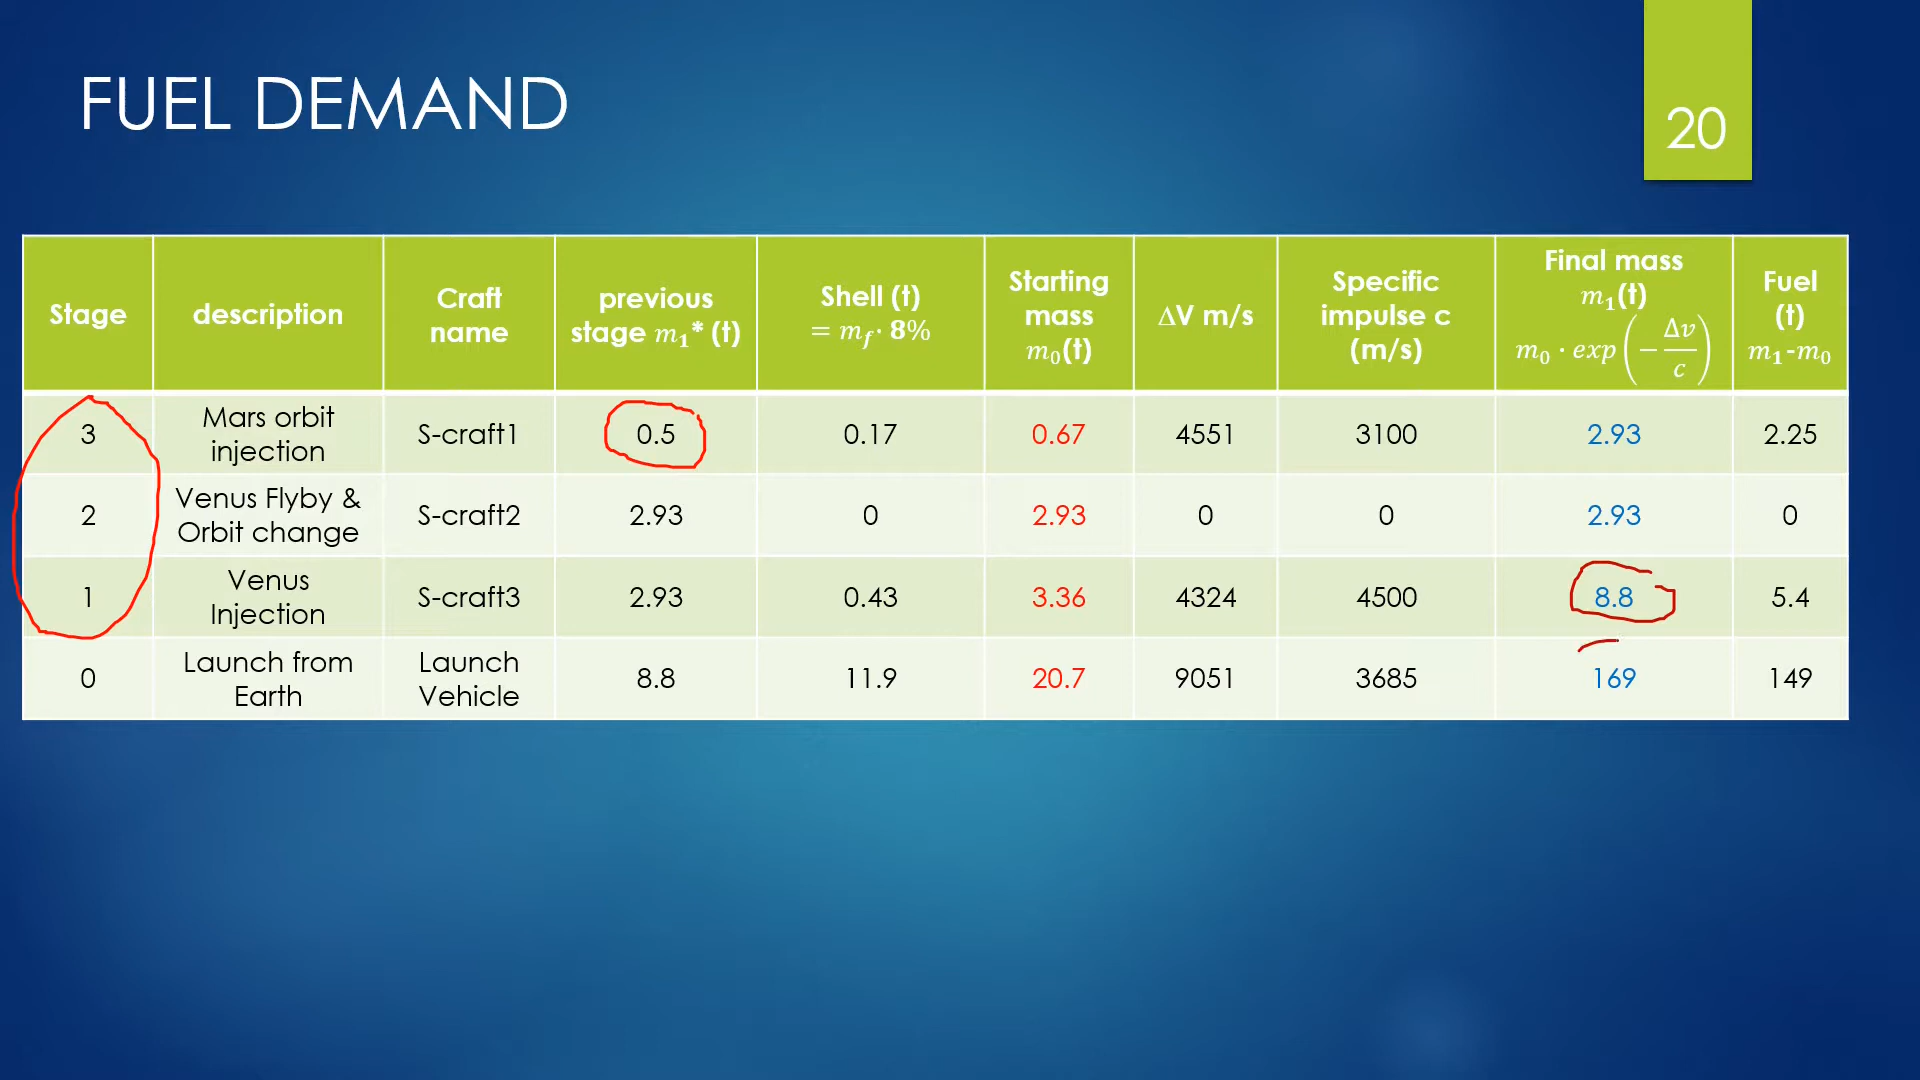 FUEL DEMAND
20
Stage
description
Craft
name
previous
stage m₁* (t)
Shell (t)
= m_f · 8%
Starting
mass
m₀(t)
ΔV m/s
Specific
impulse c
(m/s)
Final mass
m₁(t)
m₀ · exp(−Δv/c)
Fuel
(t)
m₁-m₀
3
Mars orbit
injection
S-craft1
0.5
0.17
0.67
4551
3100
2.93
2.25
2
Venus Flyby &
Orbit change
S-craft2
2.93
0
2.93
0
0
2.93
0
1
Venus
Injection
S-craft3
2.93
0.43
3.36
4324
4500
8.8
5.4
0
Launch from
Earth
Launch
Vehicle
8.8
11.9
20.7
9051
3685
169
149